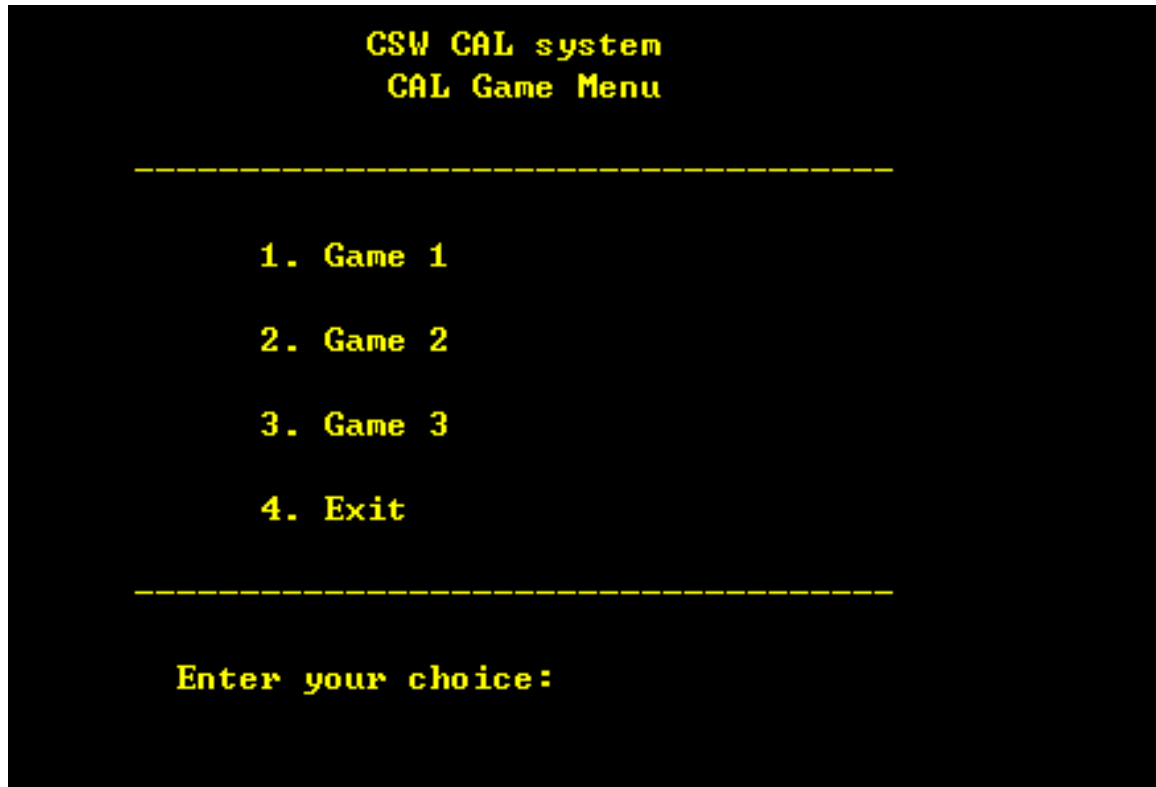 CSW CAL system
CAL Game Menu
------------------------------------
1. Game 1
2. Game 2
3. Game 3
4. Exit
------------------------------------
Enter your choice: